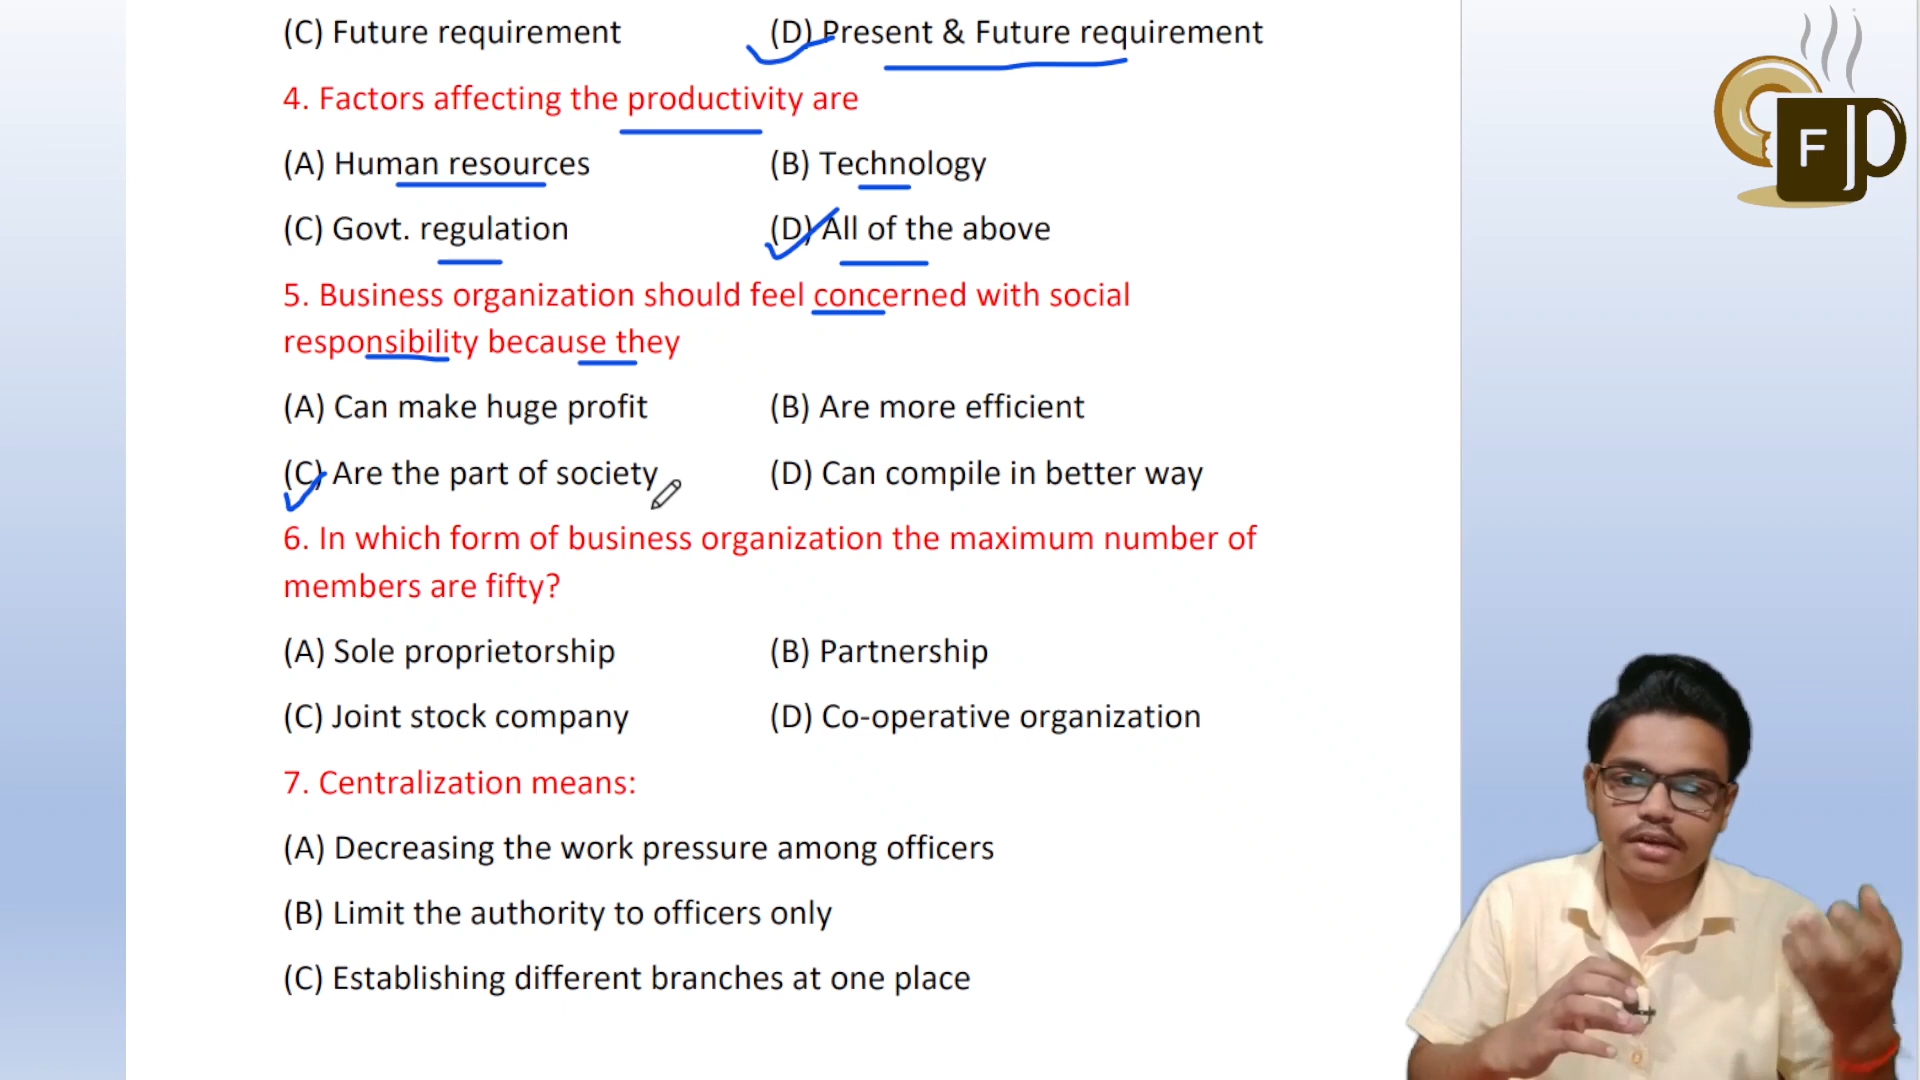 (C) Future requirement (D) Present & Future requirement
4. Factors affecting the productivity are
(A) Human resources (B) Technology
(C) Govt. regulation (D) All of the above
5. Business organization should feel concerned with social
responsibility because they
(A) Can make huge profit (B) Are more efficient
(C) Are the part of society (D) Can compile in better way
6. In which form of business organization the maximum number of
members are fifty?
(A) Sole proprietorship (B) Partnership
(C) Joint stock company (D) Co-operative organization
7. Centralization means:
(A) Decreasing the work pressure among officers
(B) Limit the authority to officers only
(C) Establishing different branches at one place
F J